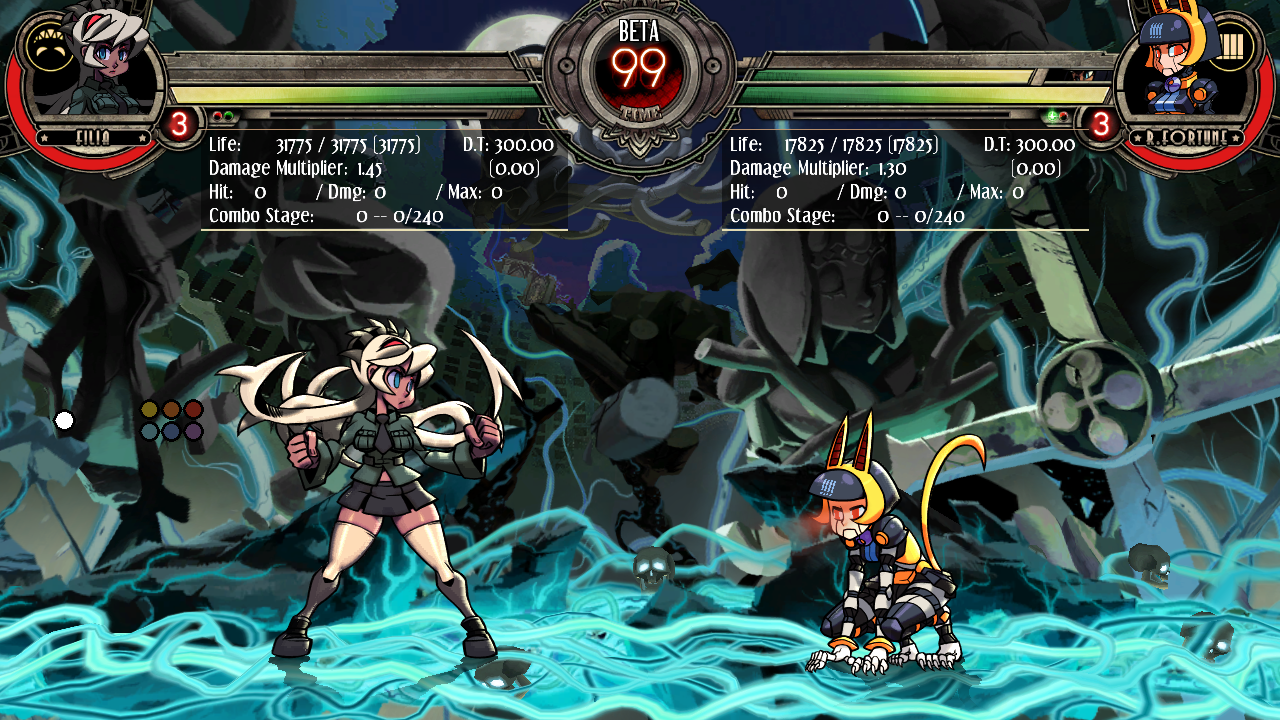 BETA
99
TIME
FILIA
3
3
R.FORTUNE
Life: 31775 / 31775 (31775) D.T: 300.00
Damage Multiplier: 1.45 (0.00)
Hit: 0 / Dmg: 0 / Max: 0
Combo Stage: 0 -- 0/240
Life: 17825 / 17825 (17825) D.T: 300.00
Damage Multiplier: 1.30 (0.00)
Hit: 0 / Dmg: 0 / Max: 0
Combo Stage: 0 -- 0/240